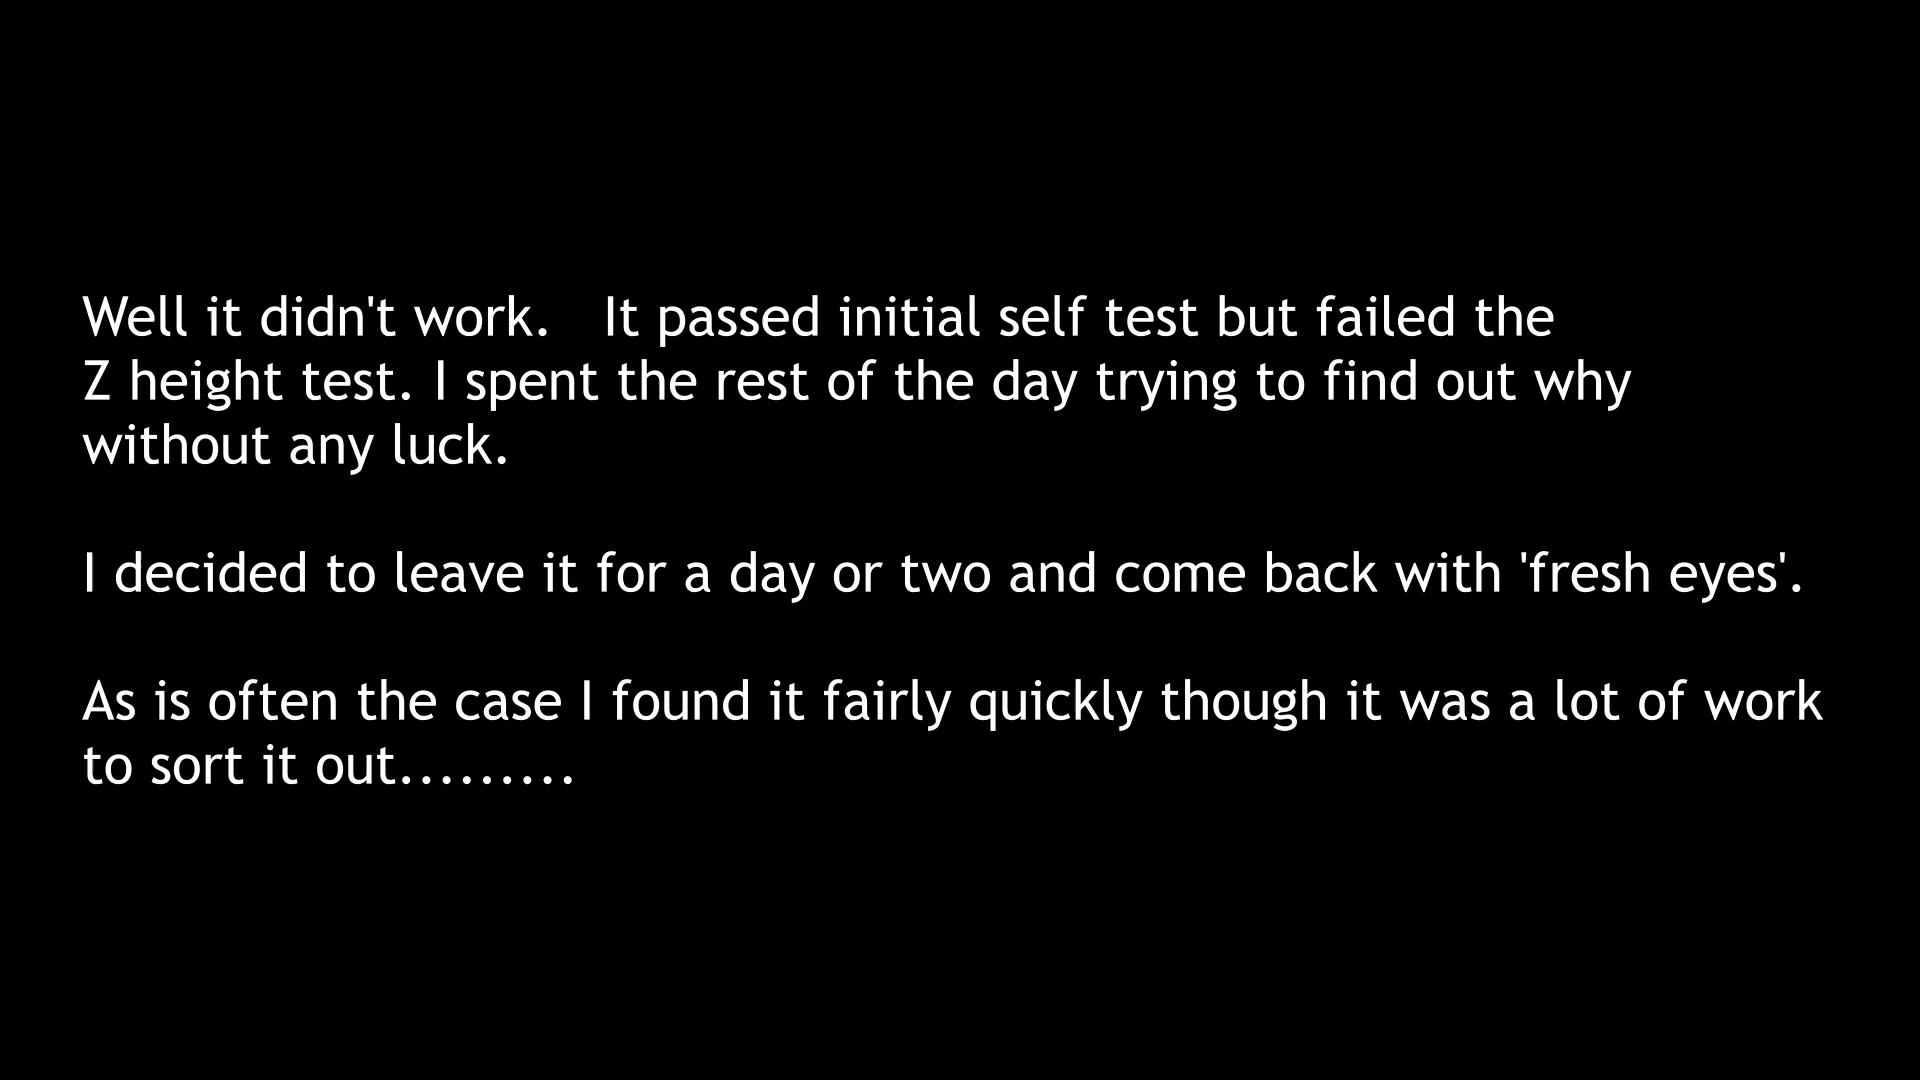 Well it didn't work.   It passed initial self test but failed the
Z height test. I spent the rest of the day trying to find out why
without any luck.
I decided to leave it for a day or two and come back with 'fresh eyes'.
As is often the case I found it fairly quickly though it was a lot of work
to sort it out.........